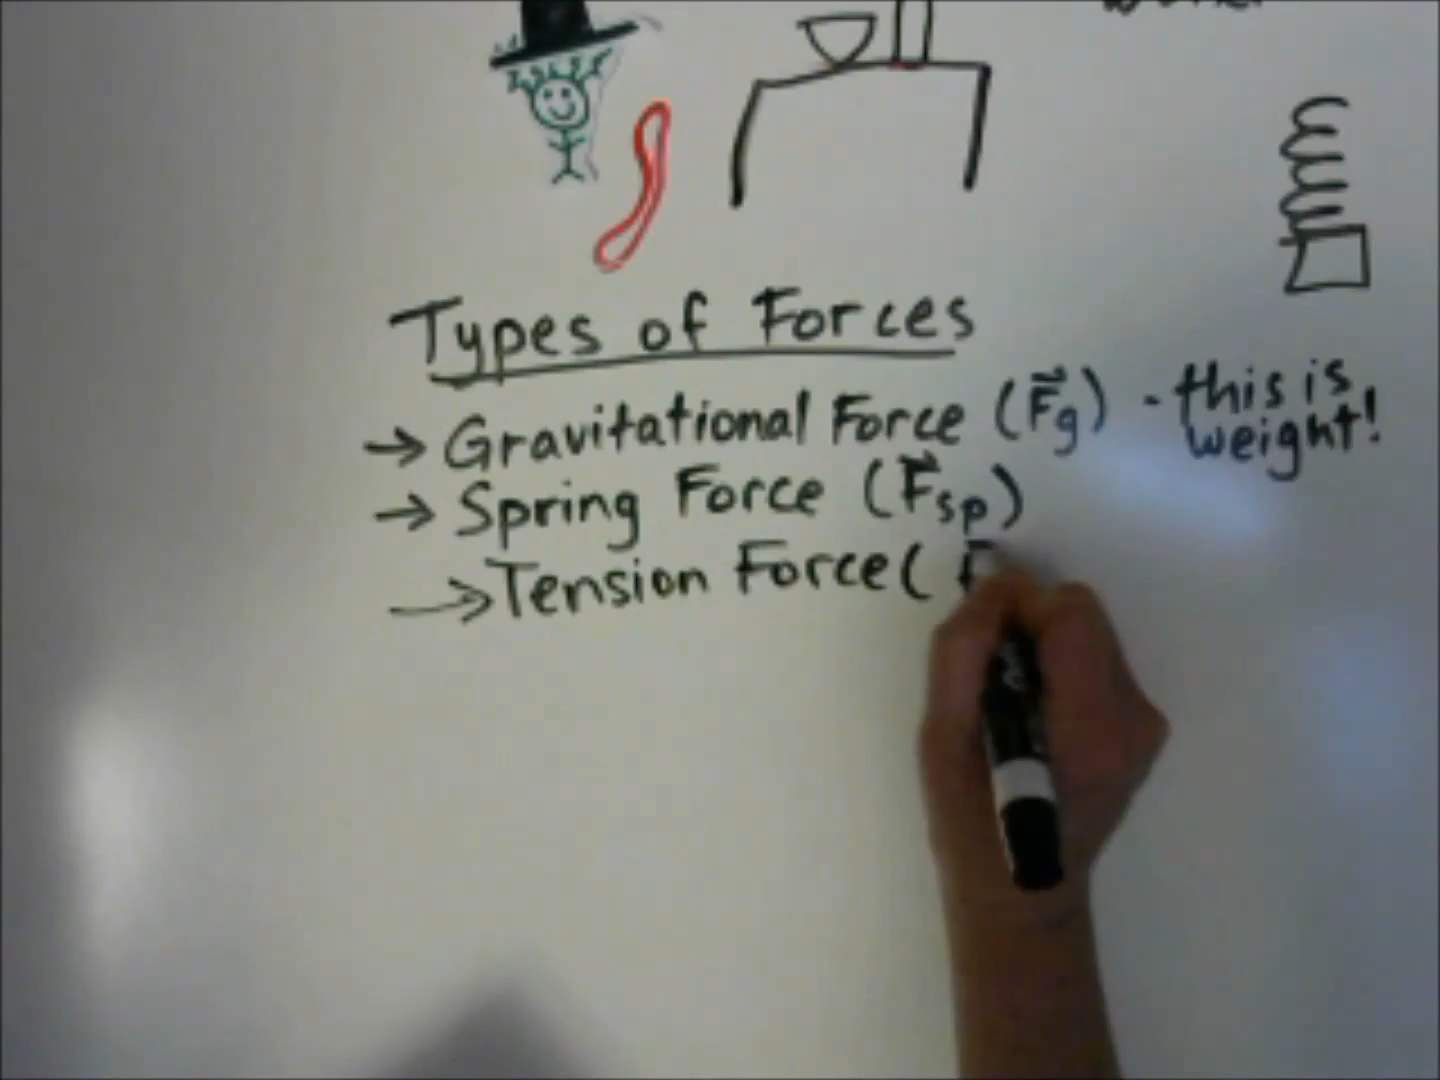 Types of Forces
→ Gravitational Force (F⃗g) - this is
weight!
→ Spring Force (F⃗sp)
→ Tension Force( F